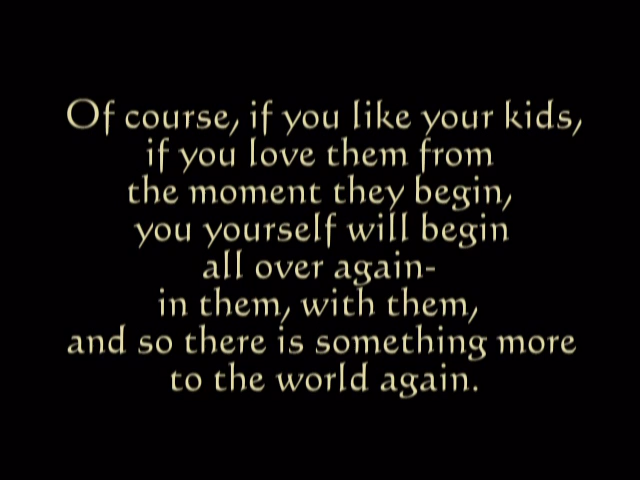 Of course, if you like your kids,
if you love them from
the moment they begin,
you yourself will begin
all over again-
in them, with them,
and so there is something more
to the world again.